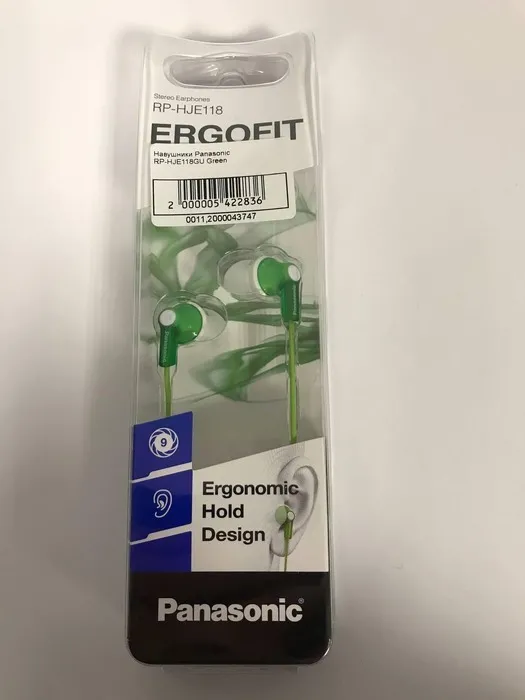 Stereo Earphones
RP-HJE118
ERGOFIT
Навушники Panasonic
RP-HJE118GU Green
2 000005 422836
0011,2000043747
9
Ergonomic
Hold
Design
Panasonic®